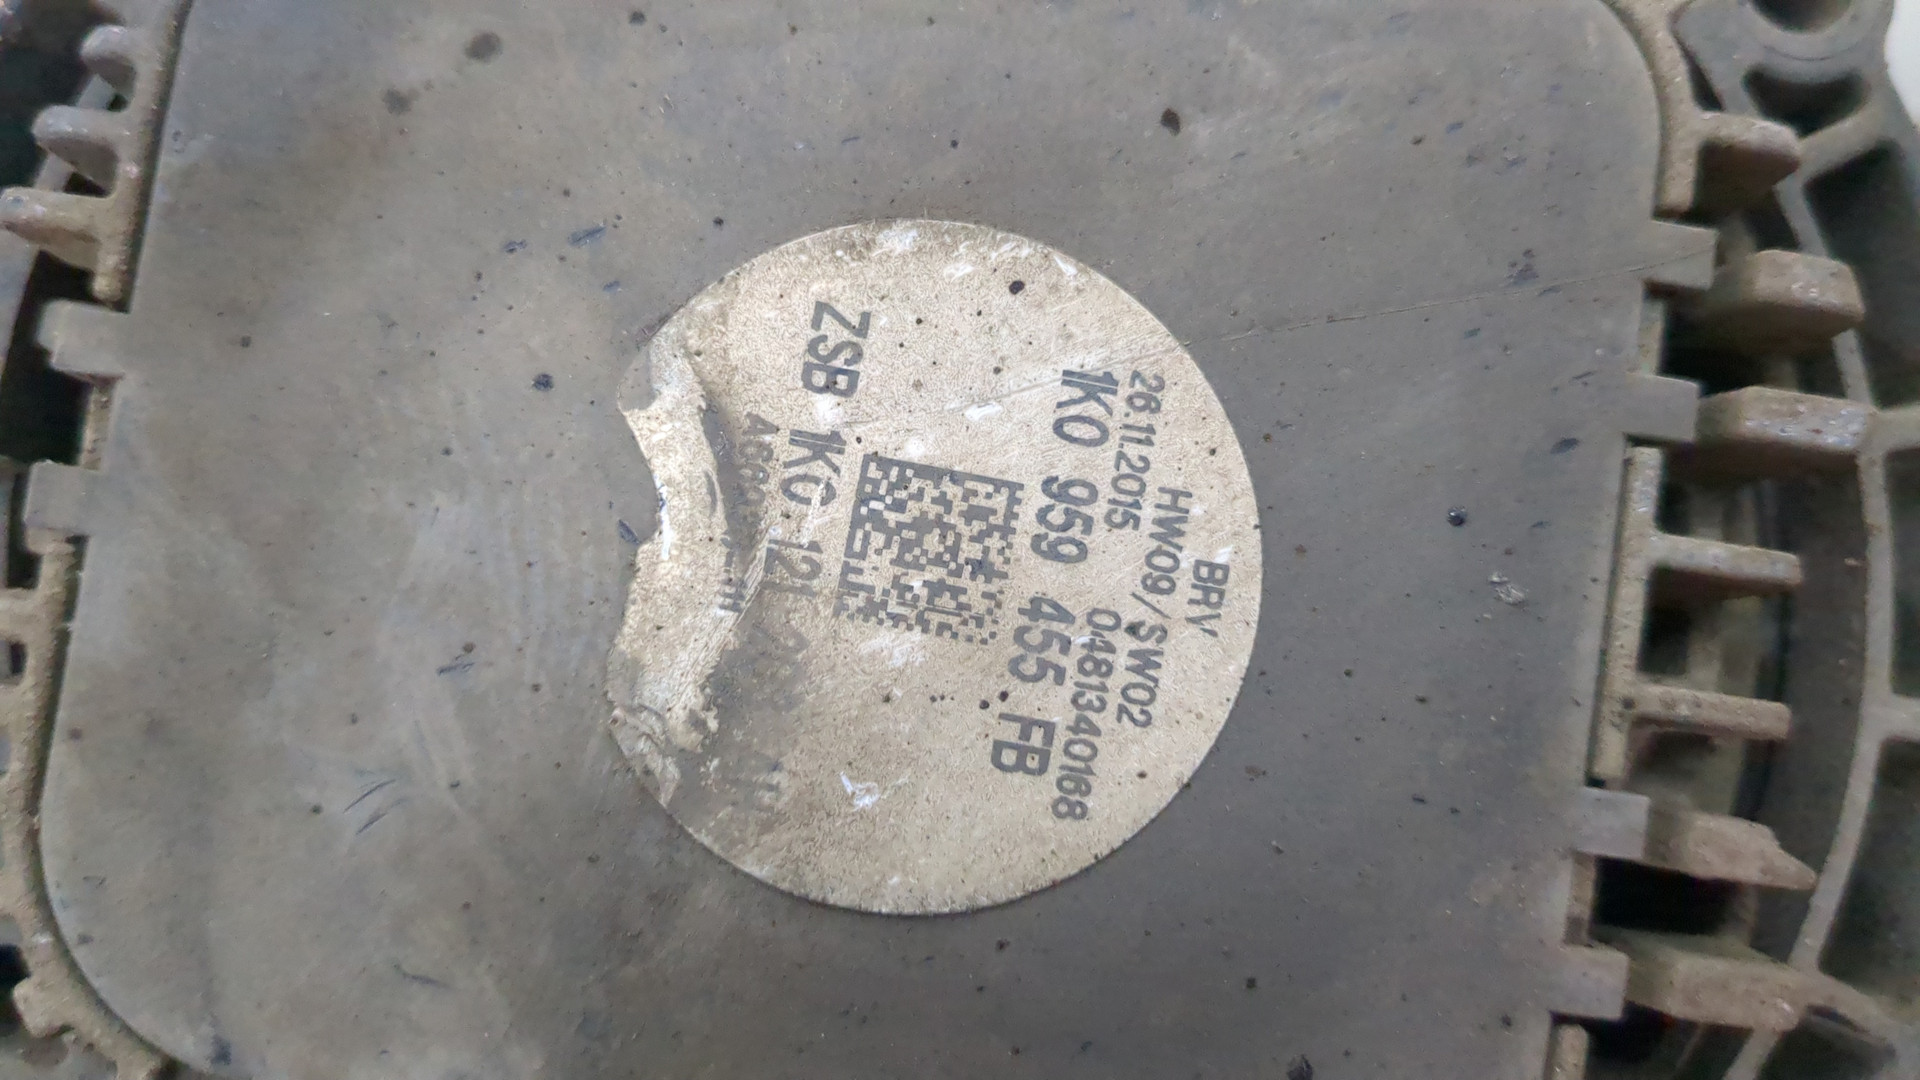 BRV
HW09/SW02
26.11.2015 0481340168
1K0 959 455 FB
ZSB 1K0 121